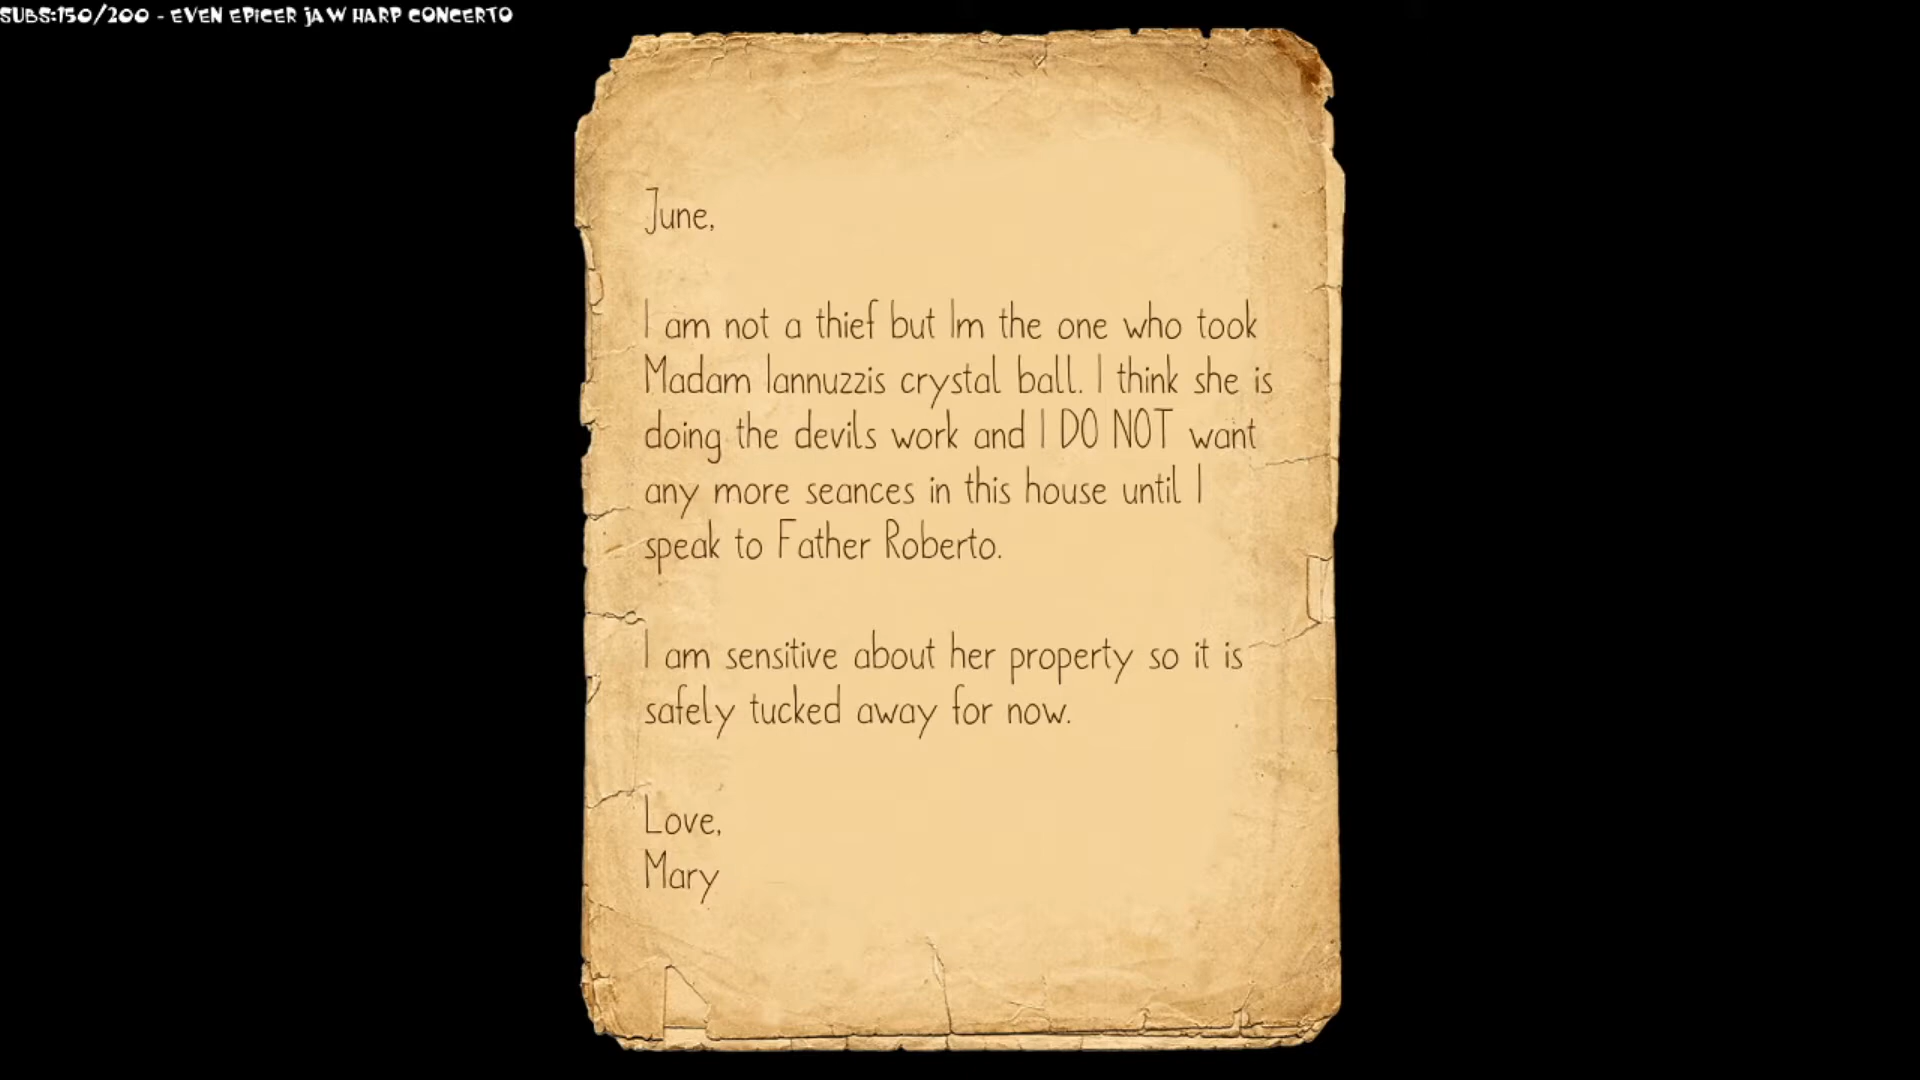 SUBS:150/200 - EVEN EPICER JAW HARP CONCERTO
June,
I am not a thief but Im the one who took
Madam Iannuzzis crystal ball. I think she is
doing the devils work and I DO NOT want
any more seances in this house until I
speak to Father Roberto.
I am sensitive about her property so it is
safely tucked away for now.
Love,
Mary